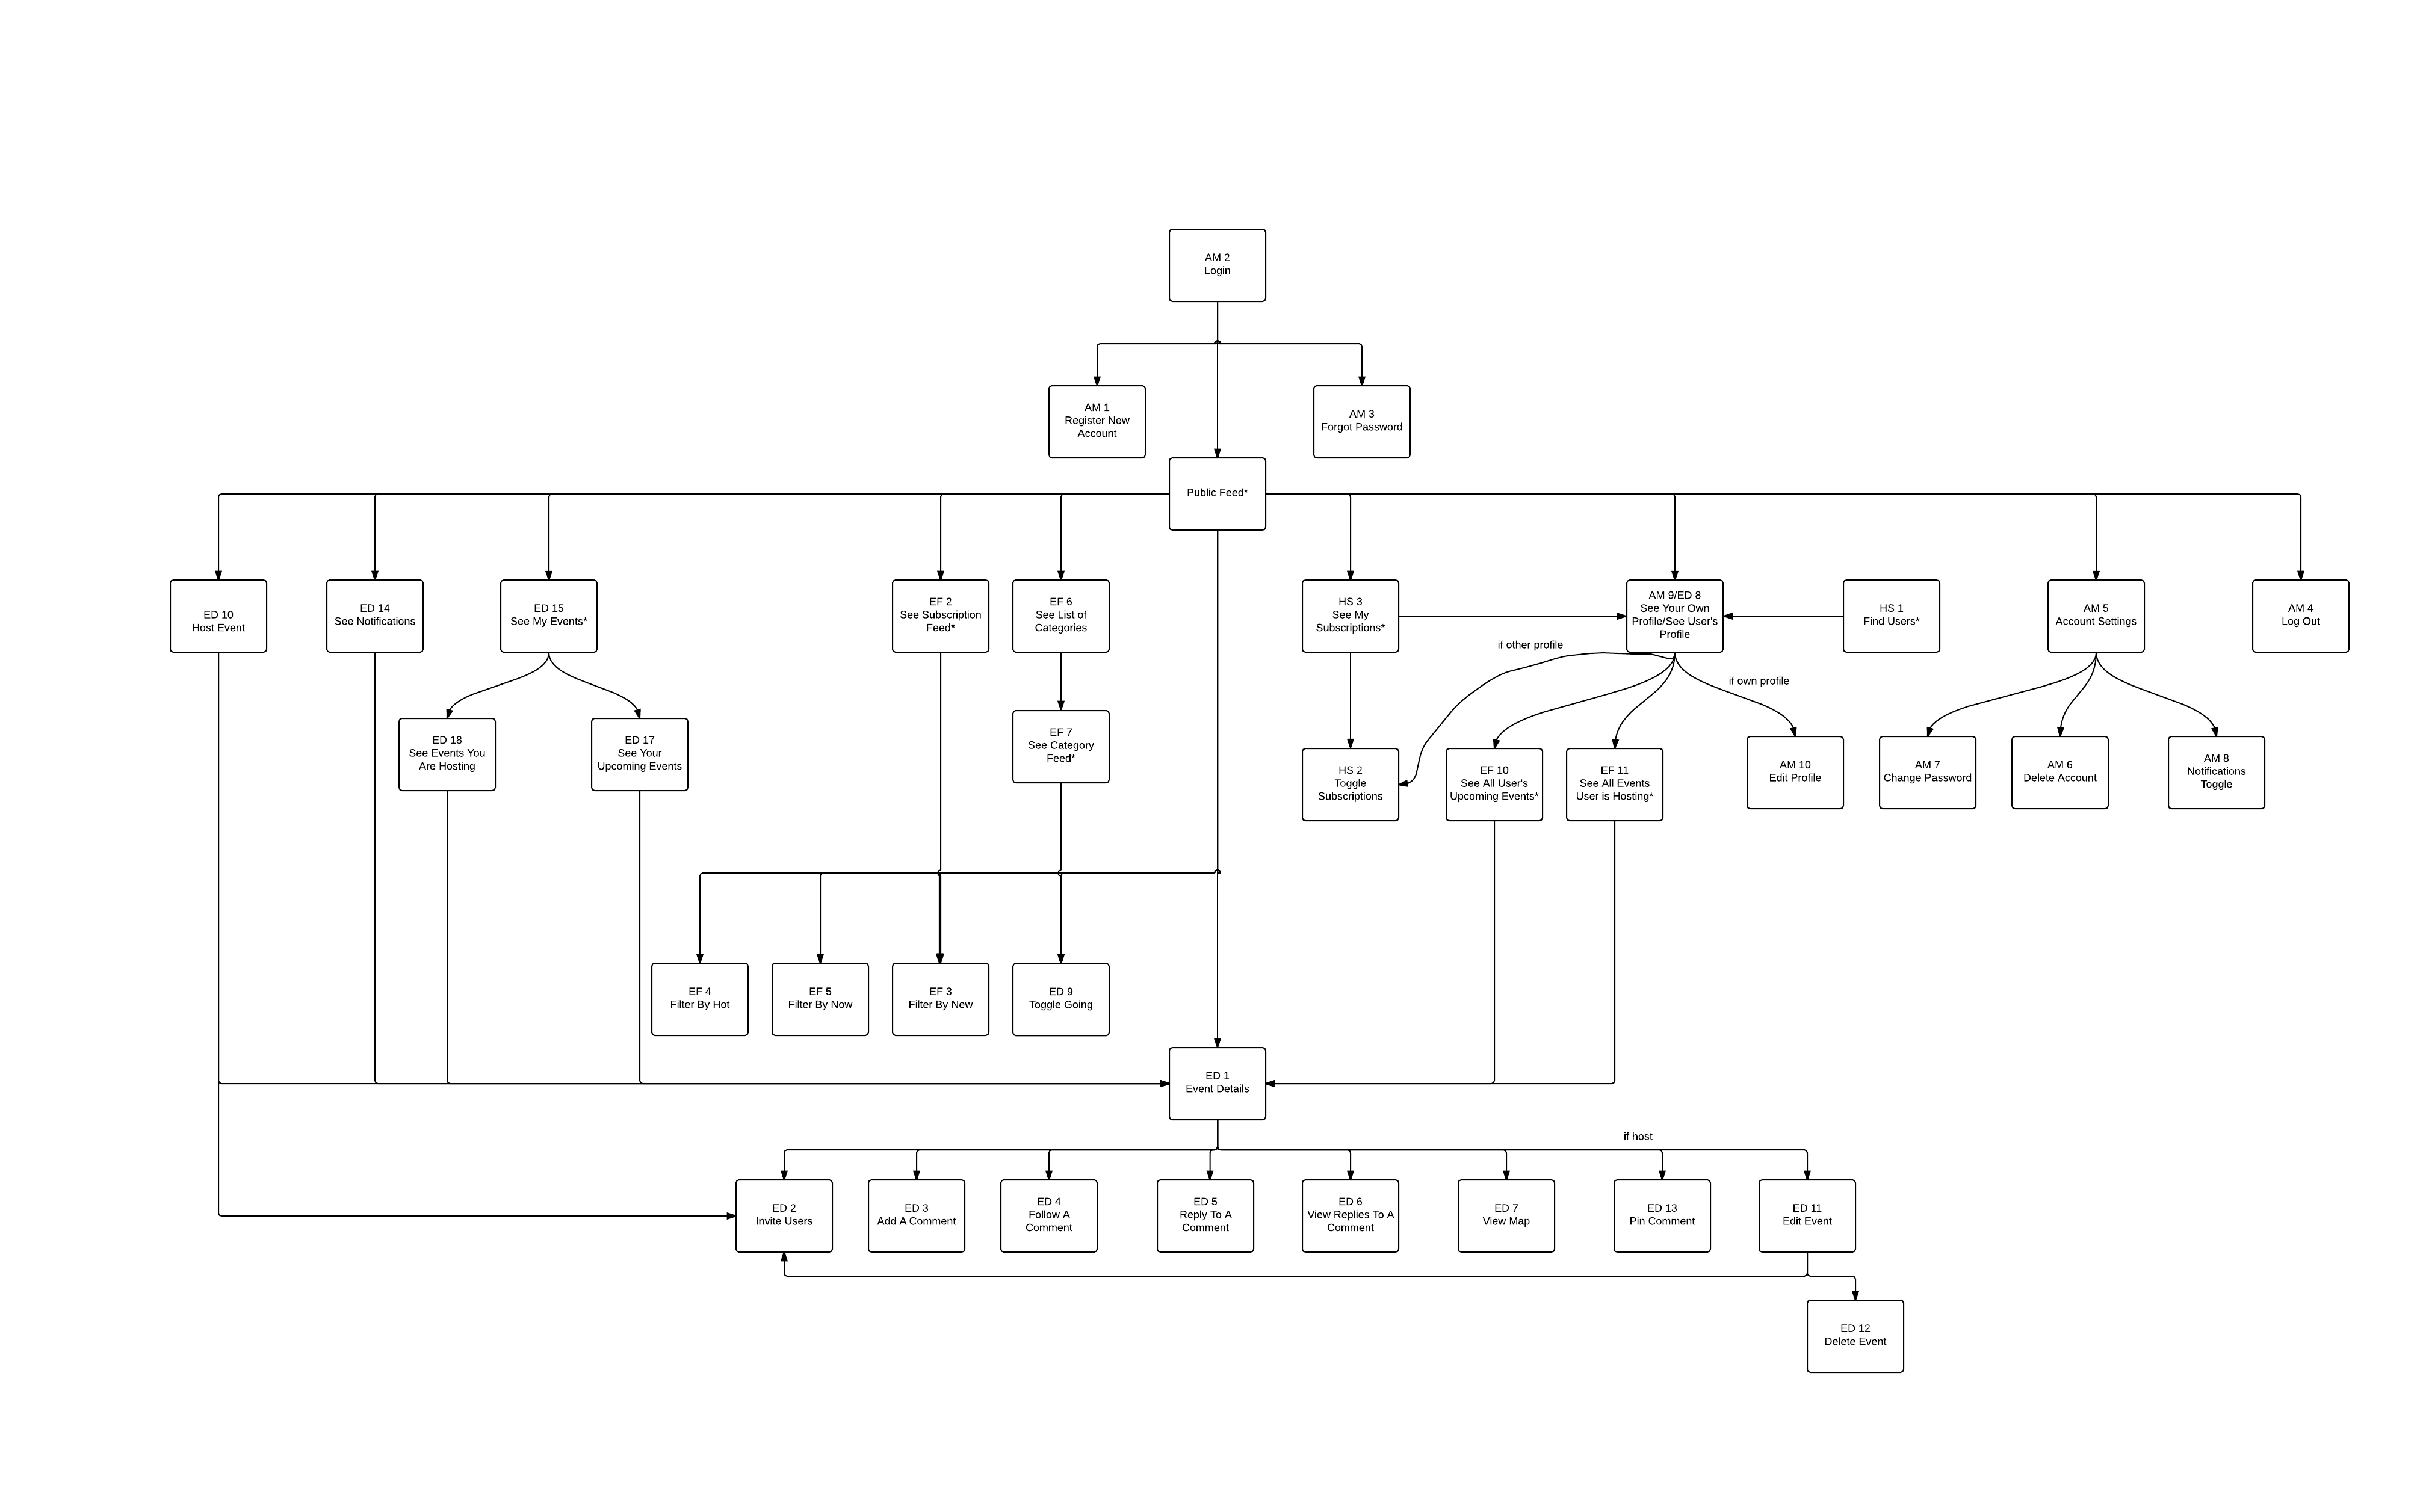 AM 2
Login
AM 1
Register New
Account
AM 3
Forgot Password
Public Feed*
ED 10
Host Event
ED 14
See Notifications
ED 15
See My Events*
EF 2
See Subscription
Feed*
EF 6
See List of
Categories
HS 3
See My
Subscriptions*
AM 9/ED 8
See Your Own
Profile/See User's
Profile
HS 1
Find Users*
AM 5
Account Settings
AM 4
Log Out
if other profile
if own profile
ED 18
See Events You
Are Hosting
ED 17
See Your
Upcoming Events
EF 7
See Category
Feed*
HS 2
Toggle
Subscriptions
EF 10
See All User's
Upcoming Events*
EF 11
See All Events
User is Hosting*
AM 10
Edit Profile
AM 7
Change Password
AM 6
Delete Account
AM 8
Notifications
Toggle
EF 4
Filter By Hot
EF 5
Filter By Now
EF 3
Filter By New
ED 9
Toggle Going
ED 1
Event Details
if host
ED 2
Invite Users
ED 3
Add A Comment
ED 4
Follow A
Comment
ED 5
Reply To A
Comment
ED 6
View Replies To A
Comment
ED 7
View Map
ED 13
Pin Comment
ED 11
Edit Event
ED 12
Delete Event